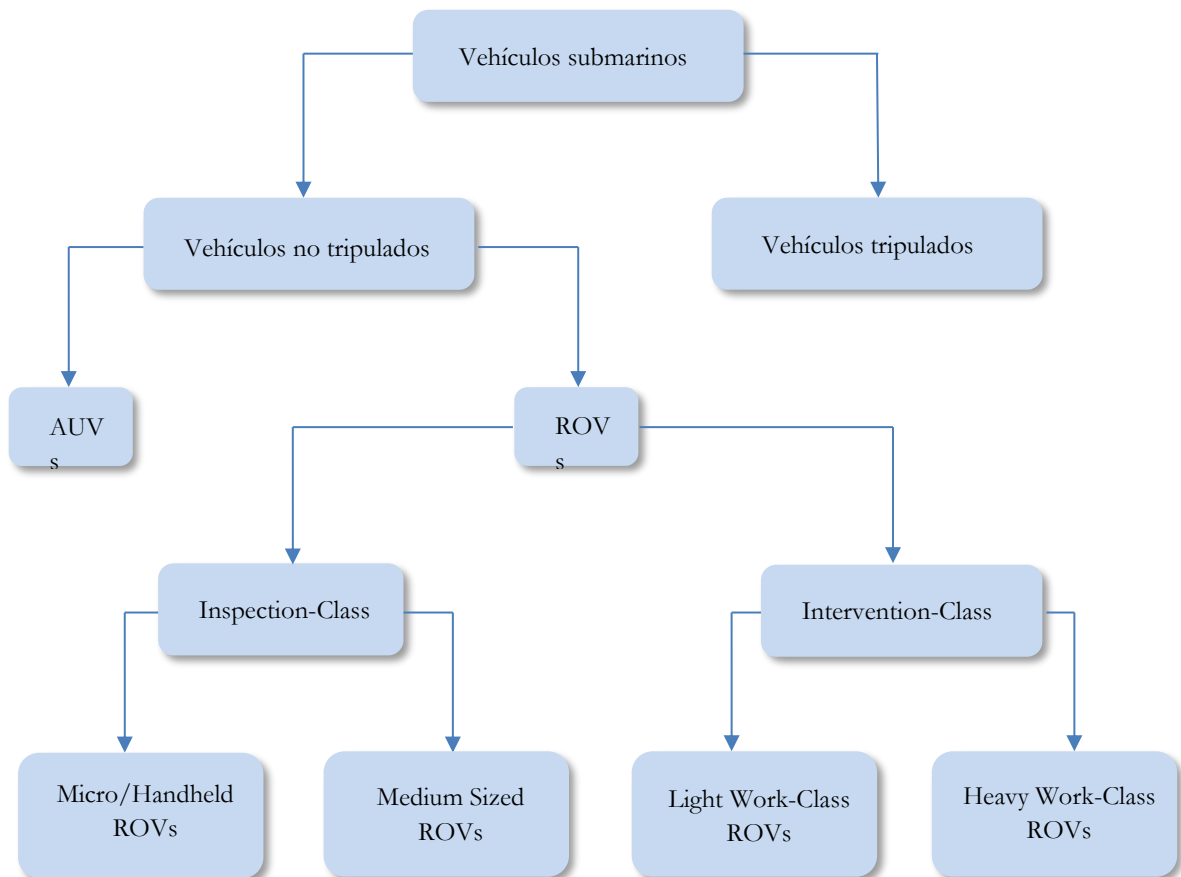 Vehículos submarinos
Vehículos no tripulados
Vehículos tripulados
AUV
s
ROV
s
Inspection-Class
Intervention-Class
Micro/Handheld
ROVs
Medium Sized
ROVs
Light Work-Class
ROVs
Heavy Work-Class
ROVs